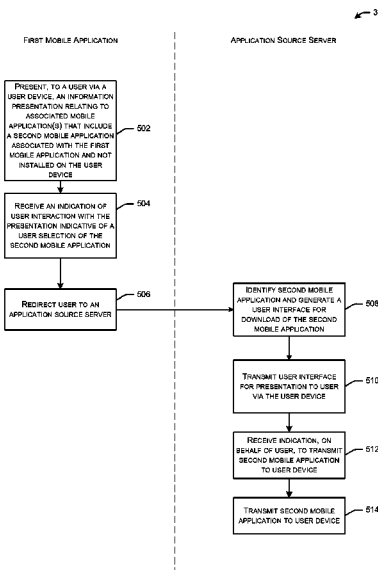 3
FIRST MOBILE APPLICATION
APPLICATION SOURCE SERVER
PRESENT, TO A USER VIA A
USER DEVICE, AN INFORMATION
PRESENTATION RELATING TO
ASSOCIATED MOBILE
APPLICATION(S) THAT INCLUDE
A SECOND MOBILE APPLICATION
ASSOCIATED WITH THE FIRST
MOBILE APPLICATION AND NOT
INSTALLED ON THE USER
DEVICE
502
RECEIVE AN INDICATION OF
USER INTERACTION WITH THE
PRESENTATION INDICATIVE OF A
USER SELECTION OF THE
SECOND MOBILE APPLICATION
504
REDIRECT USER TO AN
APPLICATION SOURCE SERVER
506
IDENTIFY SECOND MOBILE
APPLICATION AND GENERATE A
USER INTERFACE FOR
DOWNLOAD OF THE SECOND
MOBILE APPLICATION
508
TRANSMIT USER INTERFACE
FOR PRESENTATION TO USER
VIA THE USER DEVICE
510
RECEIVE INDICATION, ON
BEHALF OF USER, TO TRANSMIT
SECOND MOBILE APPLICATION
TO USER DEVICE
512
TRANSMIT SECOND MOBILE
APPLICATION TO USER DEVICE
514